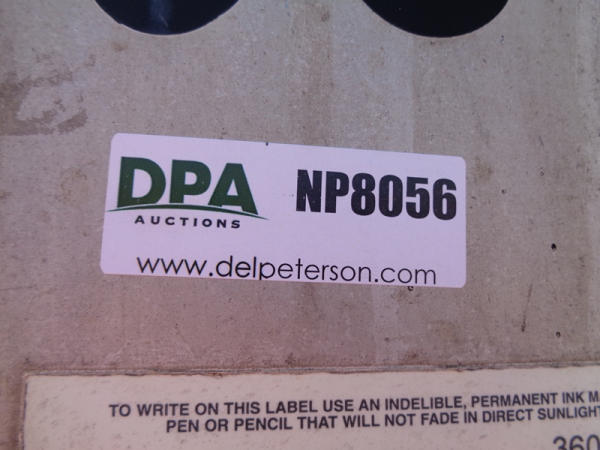 DPA NP8056
AUCTIONS
www.delpeterson.com
TO WRITE ON THIS LABEL USE AN INDELIBLE, PERMANENT INK
PEN OR PENCIL THAT WILL NOT FADE IN DIRECT SUNLIGHT
360